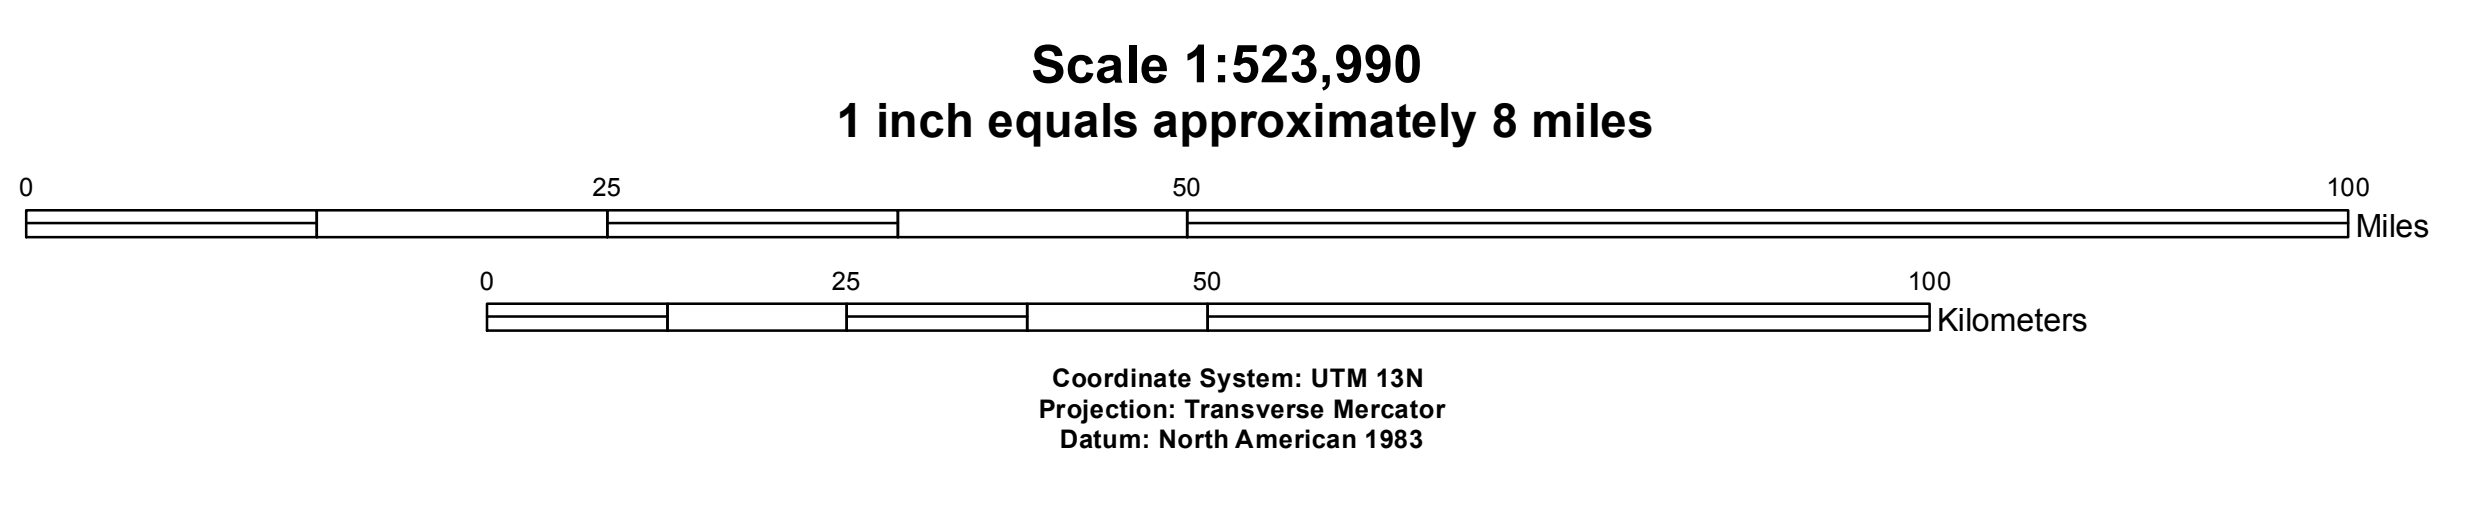 Scale 1:523,990
1 inch equals approximately 8 miles
0 25 50 100
Miles
0 25 50 100
Kilometers
Coordinate System: UTM 13N
Projection: Transverse Mercator
Datum: North American 1983